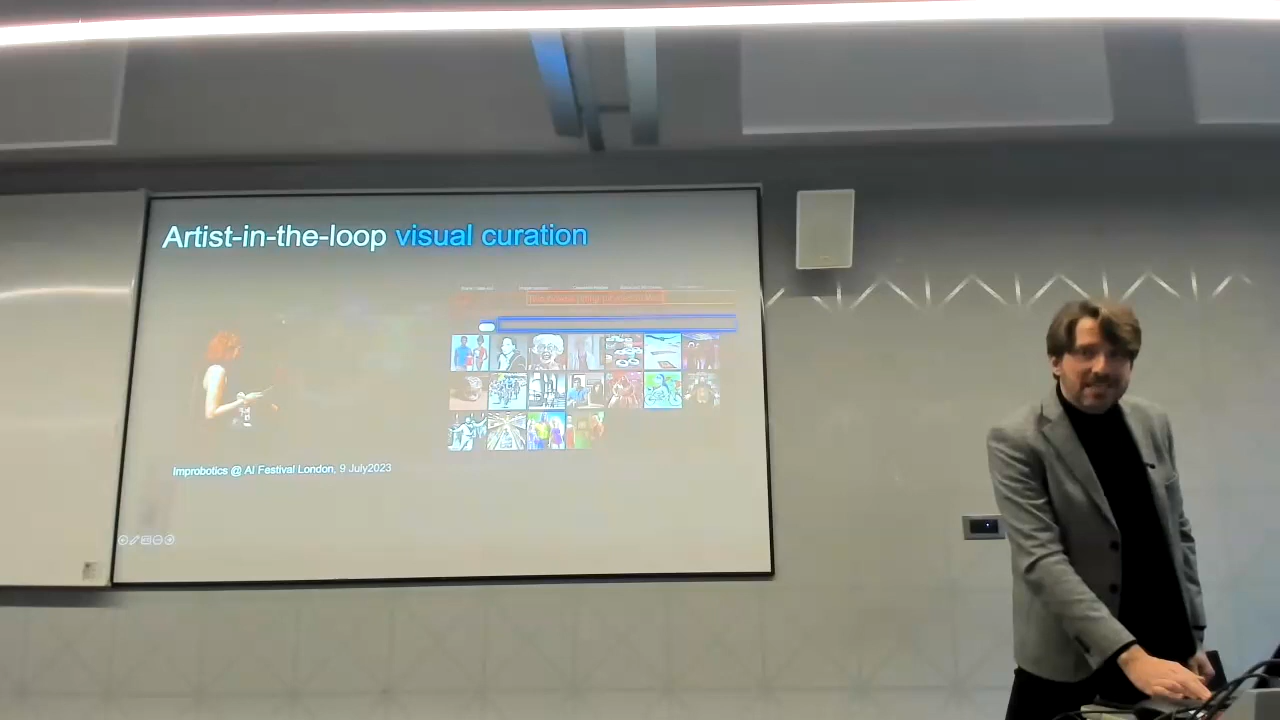 Artist-in-the-loop visual curation
Improbotics @ AI Festival London, 9 July2023